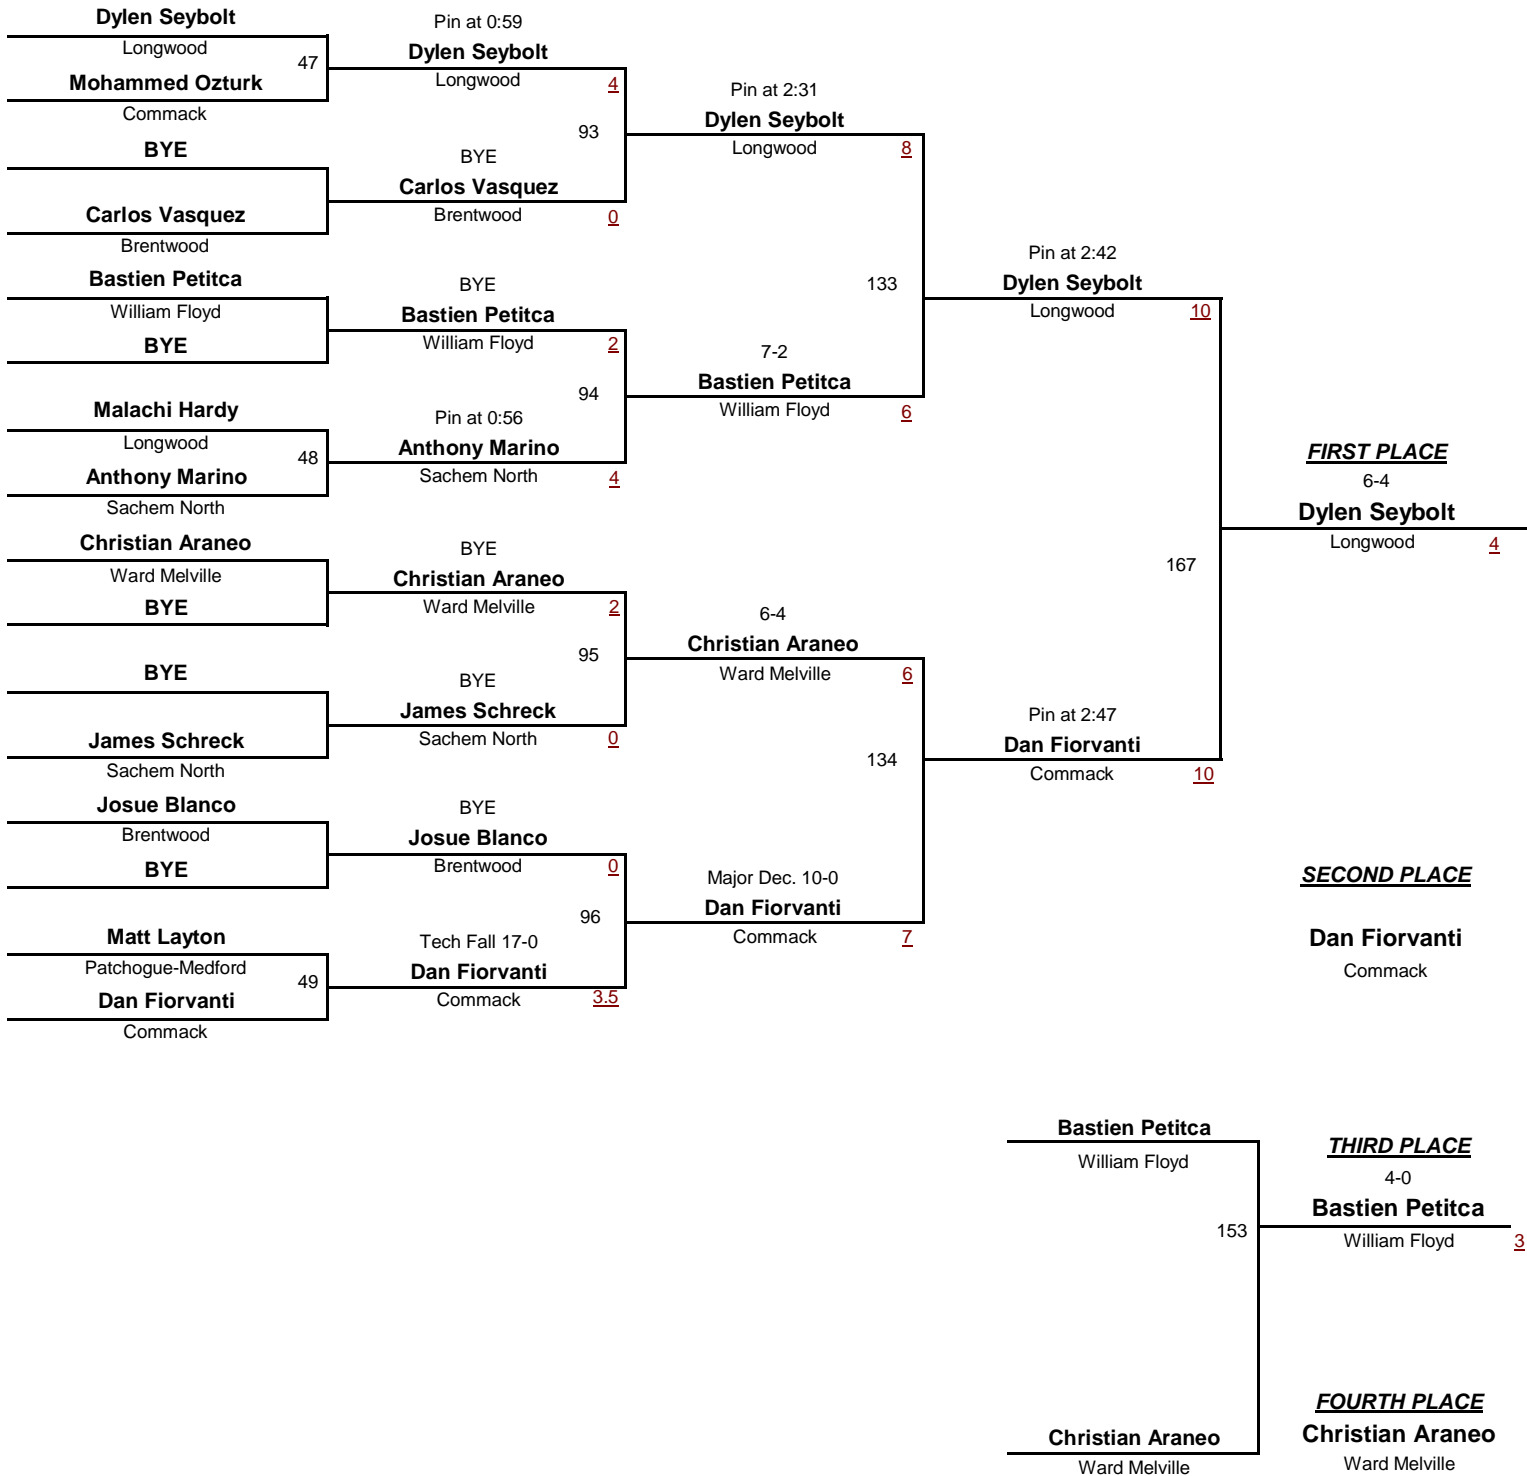 Dylen Seybolt
Longwood
47
Mohammed Ozturk
Commack
BYE
Carlos Vasquez
Brentwood
Bastien Petitca
William Floyd
BYE
Malachi Hardy
Longwood
48
Anthony Marino
Sachem North
Christian Araneo
Ward Melville
BYE
BYE
James Schreck
Sachem North
Josue Blanco
Brentwood
BYE
Matt Layton
Patchogue-Medford
49
Dan Fiorvanti
Commack
Pin at 0:59
Dylen Seybolt
Longwood 4
93
BYE
Carlos Vasquez
Brentwood 0
BYE
Bastien Petitca
William Floyd 2
94
Pin at 0:56
Anthony Marino
Sachem North 4
BYE
Christian Araneo
Ward Melville 2
95
BYE
James Schreck
Sachem North 0
BYE
Josue Blanco
Brentwood 0
96
Tech Fall 17-0
Dan Fiorvanti
Commack 3.5
Pin at 2:31
Dylen Seybolt
Longwood 8
133
7-2
Bastien Petitca
William Floyd 6
6-4
Christian Araneo
Ward Melville 6
134
Major Dec. 10-0
Dan Fiorvanti
Commack 7
Pin at 2:42
Dylen Seybolt
Longwood 10
167
Pin at 2:47
Dan Fiorvanti
Commack 10
FIRST PLACE
6-4
Dylen Seybolt
Longwood 4
SECOND PLACE
Dan Fiorvanti
Commack
Bastien Petitca
William Floyd
153
Christian Araneo
Ward Melville
THIRD PLACE
4-0
Bastien Petitca
William Floyd 3
FOURTH PLACE
Christian Araneo
Ward Melville